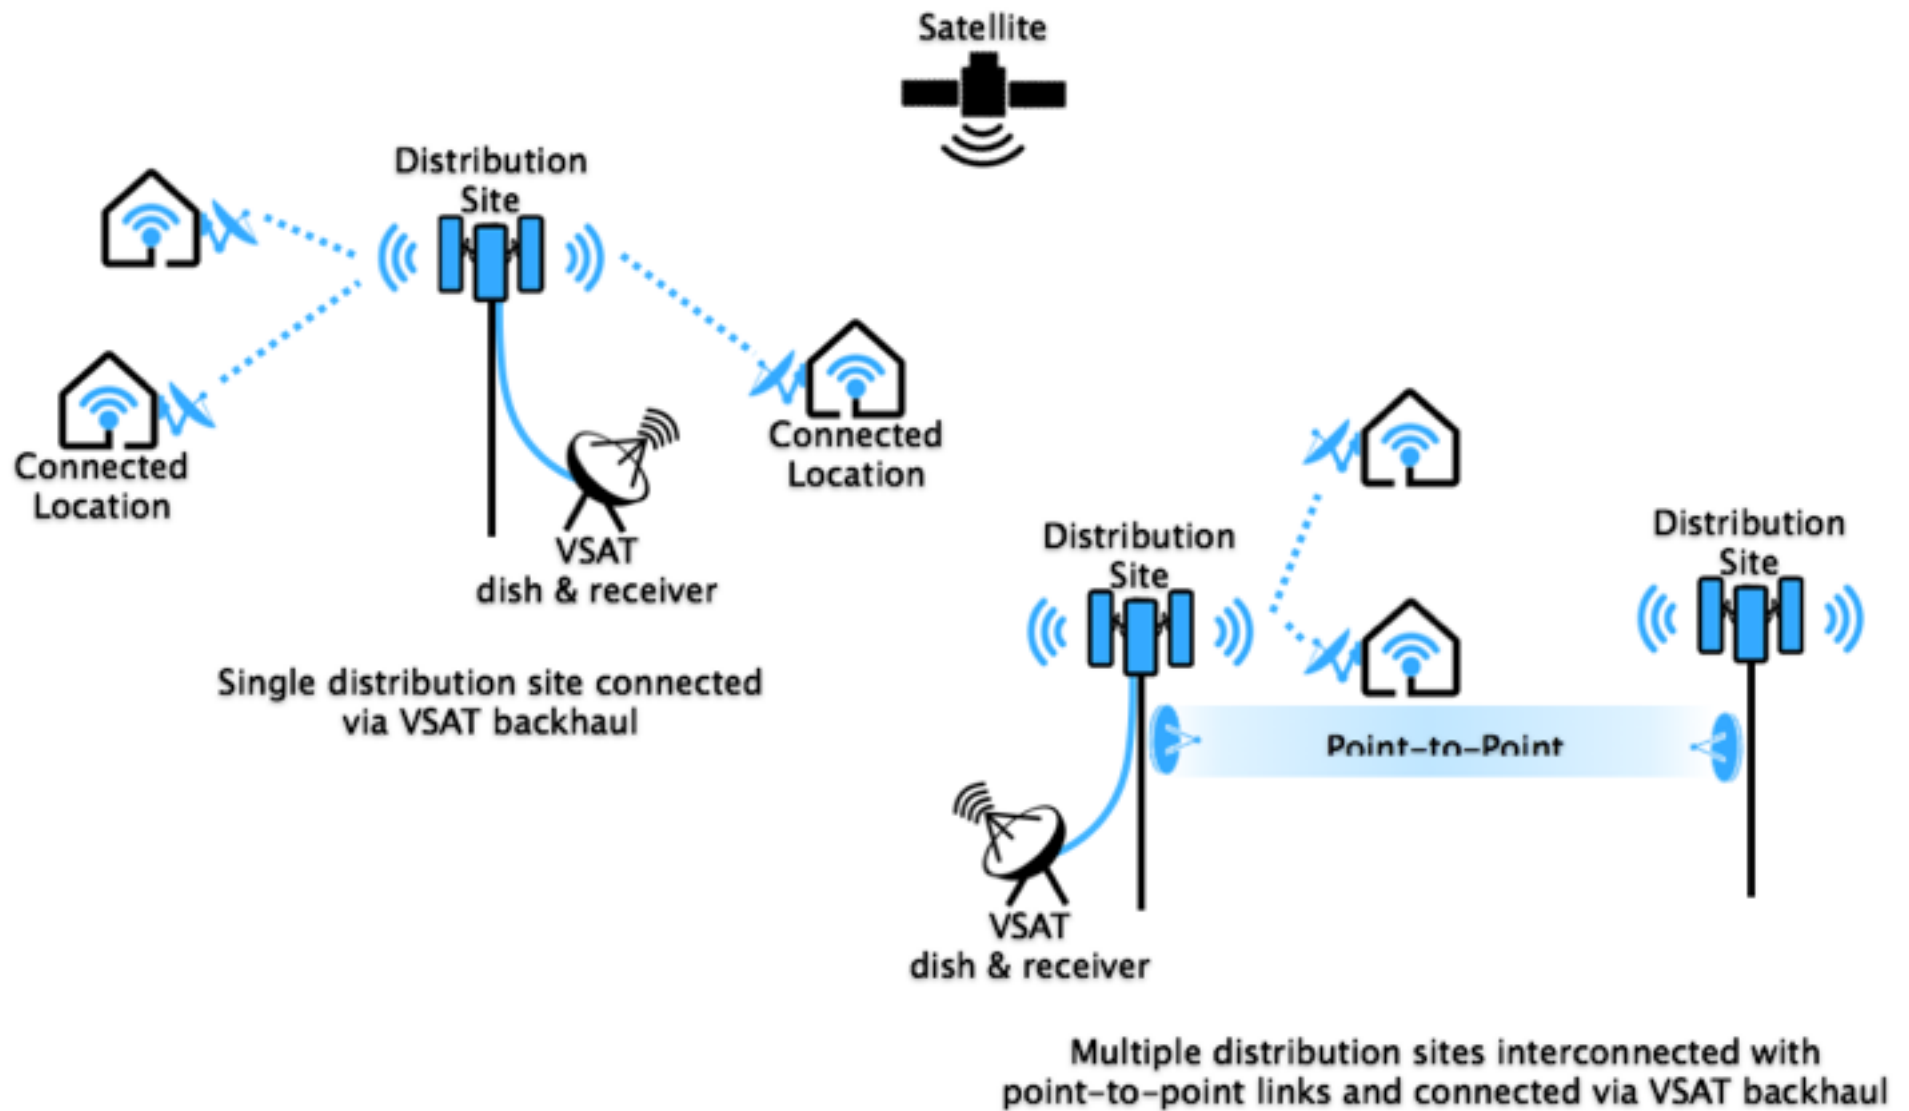 Satellite
Distribution
Site
Connected
Location
Connected
Location
VSAT
dish & receiver
Single distribution site connected
via VSAT backhaul
Distribution
Site
Distribution
Site
Point-to-Point
VSAT
dish & receiver
Multiple distribution sites interconnected with
point-to-point links and connected via VSAT backhaul